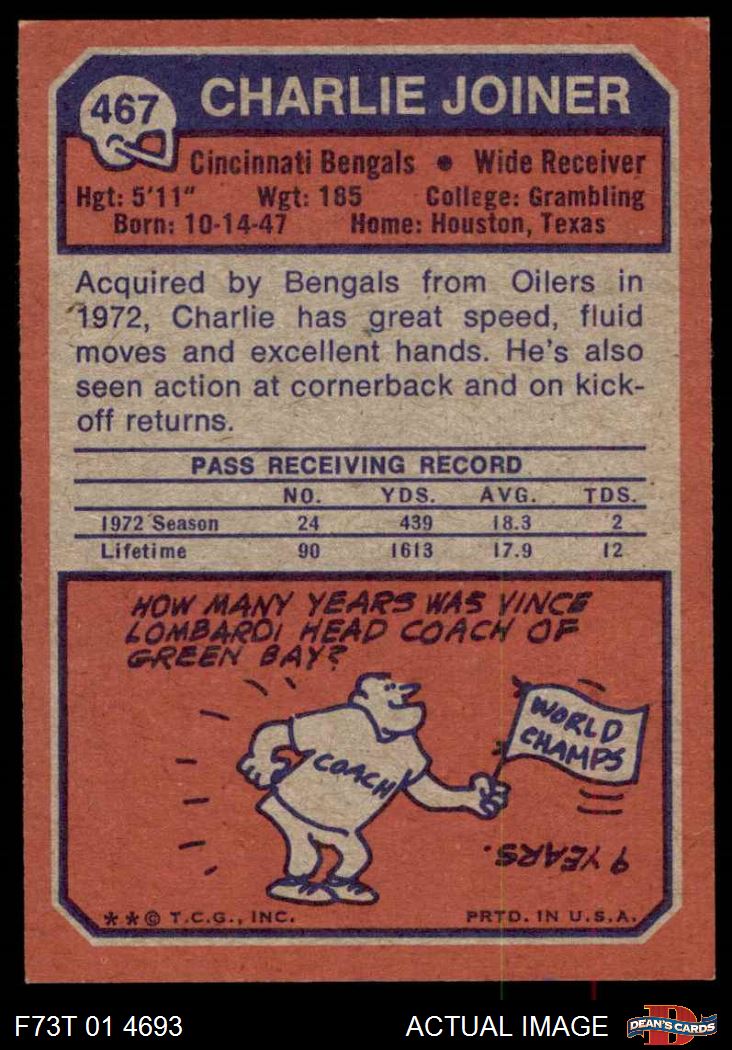 467
CHARLIE JOINER
Cincinnati Bengals • Wide Receiver
Hgt: 5'11" Wgt: 185 College: Grambling
Born: 10-14-47 Home: Houston, Texas
Acquired by Bengals from Oilers in
1972, Charlie has great speed, fluid
moves and excellent hands. He's also
seen action at cornerback and on kick-
off returns.
PASS RECEIVING RECORD
NO. YDS. AVG. TDS.
1972 Season 24 439 18.3 2
Lifetime 90 1613 17.9 12
HOW MANY YEARS WAS VINCE
LOMBARDI HEAD COACH OF
GREEN BAY?
WORLD
CHAMPS
COACH
9 YEARS.
**© T.C.G., INC. PRTD. IN U.S.A.
F73T 01 4693 ACTUAL IMAGE D DEAN'S CARDS